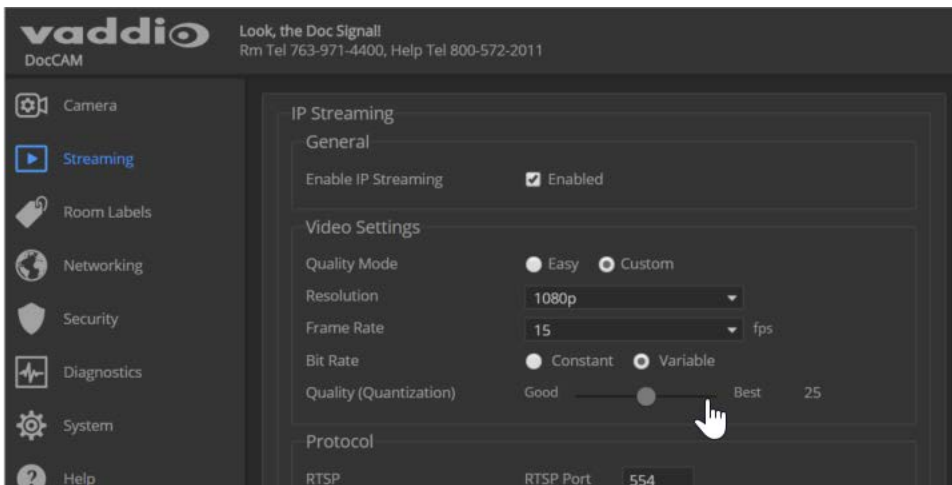 vaddio
DocCAM
Look, the Doc Signal!
Rm Tel 763-971-4400, Help Tel 800-572-2011
Camera
Streaming
Room Labels
Networking
Security
Diagnostics
System
Help
IP Streaming
General
Enable IP Streaming Enabled
Video Settings
Quality Mode Easy Custom
Resolution 1080p
Frame Rate 15 fps
Bit Rate Constant Variable
Quality (Quantization) Good Best 25
Protocol
RTSP RTSP Port 554